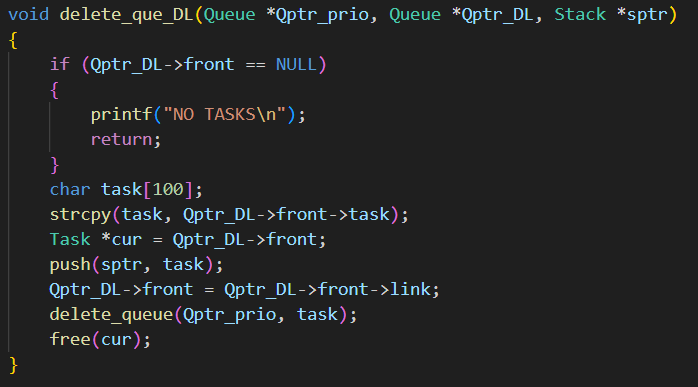 void delete_que_DL(Queue *Qptr_prio, Queue *Qptr_DL, Stack *sptr)
{
    if (Qptr_DL->front == NULL)
    {
        printf("NO TASKS\n");
        return;
    }
    char task[100];
    strcpy(task, Qptr_DL->front->task);
    Task *cur = Qptr_DL->front;
    push(sptr, task);
    Qptr_DL->front = Qptr_DL->front->link;
    delete_queue(Qptr_prio, task);
    free(cur);
}